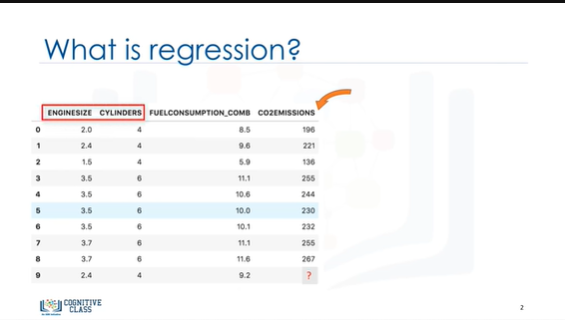 What is regression?
ENGINESIZE CYLINDERS FUELCONSUMPTION_COMB CO2EMISSIONS
0 2.0 4 8.5 196
1 2.4 4 9.6 221
2 1.5 4 5.9 136
3 3.5 6 11.1 255
4 3.5 6 10.6 244
5 3.5 6 10.0 230
6 3.5 6 10.1 232
7 3.7 6 11.1 255
8 3.7 6 11.6 267
9 2.4 4 9.2 ?
COGNITIVE
CLASS
2